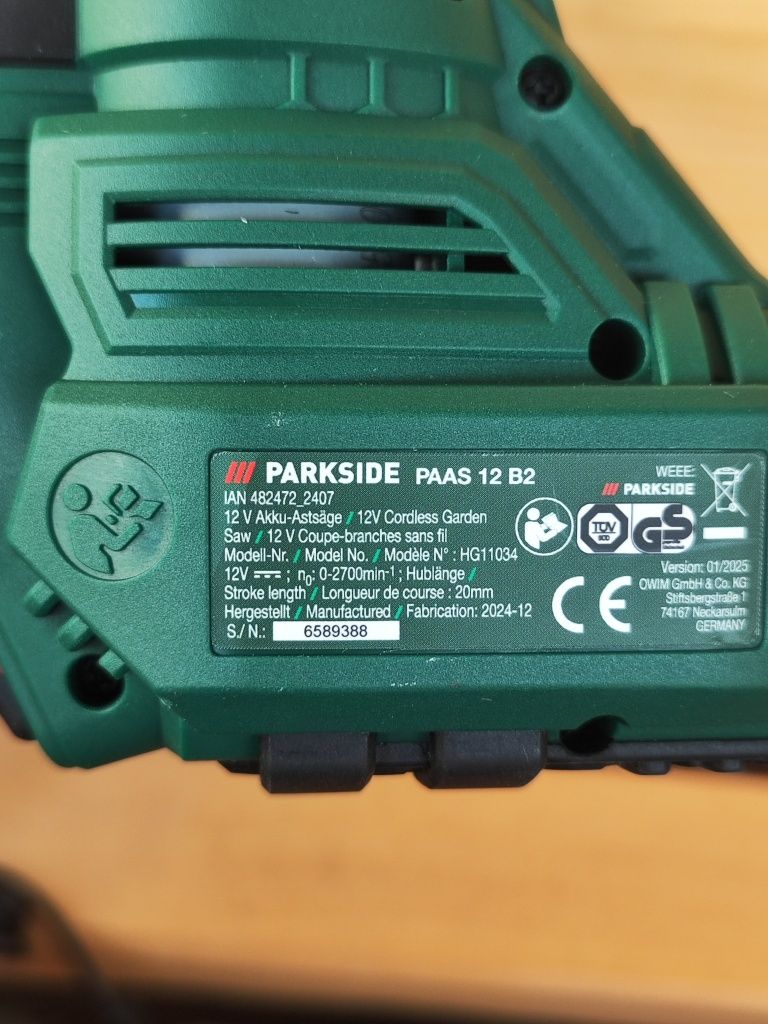 PARKSIDE PAAS 12 B2
IAN 482472_2407
12 V Akku-Astsäge / 12V Cordless Garden
Saw / 12 V Coupe-branches sans fil
Modell-Nr. / Model No. / Modèle N° : HG11034
12V ⎓ ; n₀: 0-2700min⁻¹ ; Hublänge /
Stroke length / Longueur de course : 20mm
Hergestellt / Manufactured / Fabrication: 2024-12
S./ N.: 6589388
WEEE:
PARKSIDE
TÜV
SÜD
GS
CE
Version: 01/2025
OWIM GmbH & Co. KG
Stiftsbergstraße 1
74167 Neckarsulm
GERMANY